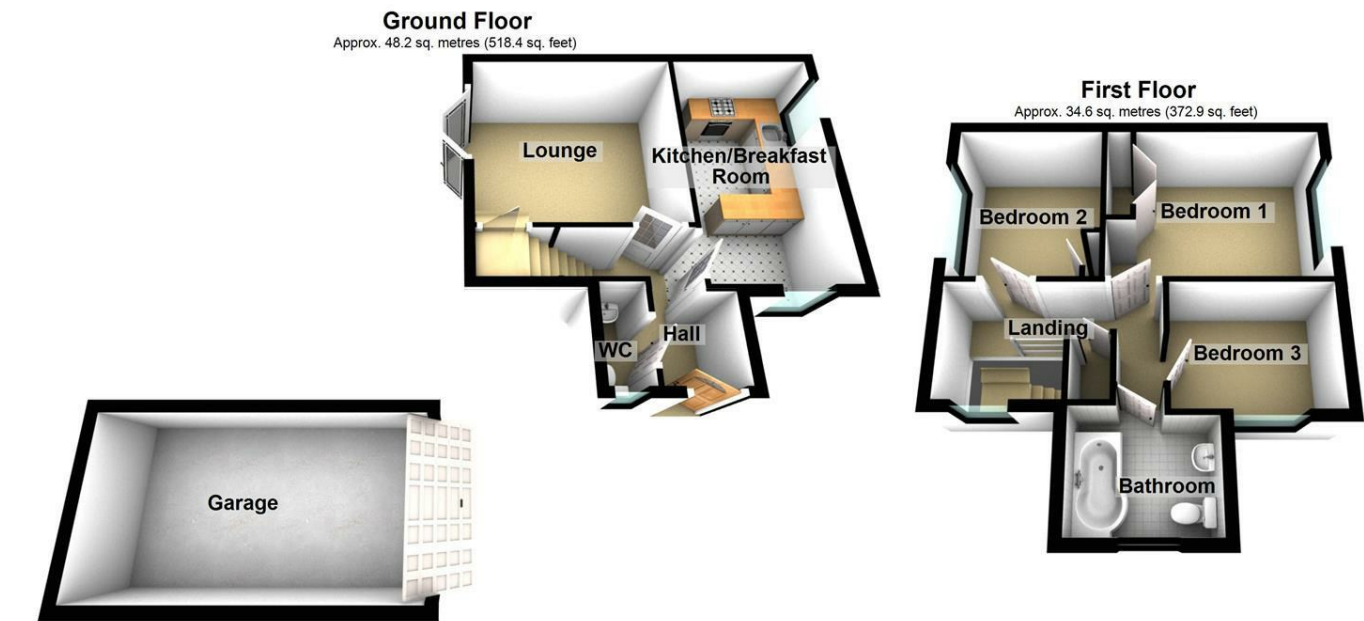 Ground Floor
Approx. 48.2 sq. metres (518.4 sq. feet)
Lounge
Kitchen/Breakfast
Room
WC
Hall
Garage
First Floor
Approx. 34.6 sq. metres (372.9 sq. feet)
Bedroom 2
Bedroom 1
Landing
Bedroom 3
Bathroom